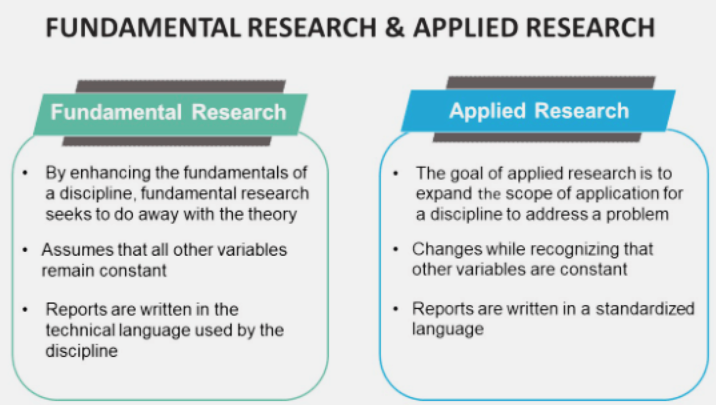 FUNDAMENTAL RESEARCH & APPLIED RESEARCH
Fundamental Research
• By enhancing the fundamentals of
a discipline, fundamental research
seeks to do away with the theory
• Assumes that all other variables
remain constant
• Reports are written in the
technical language used by the
discipline
Applied Research
• The goal of applied research is to
expand the scope of application for
a discipline to address a problem
• Changes while recognizing that
other variables are constant
• Reports are written in a standardized
language